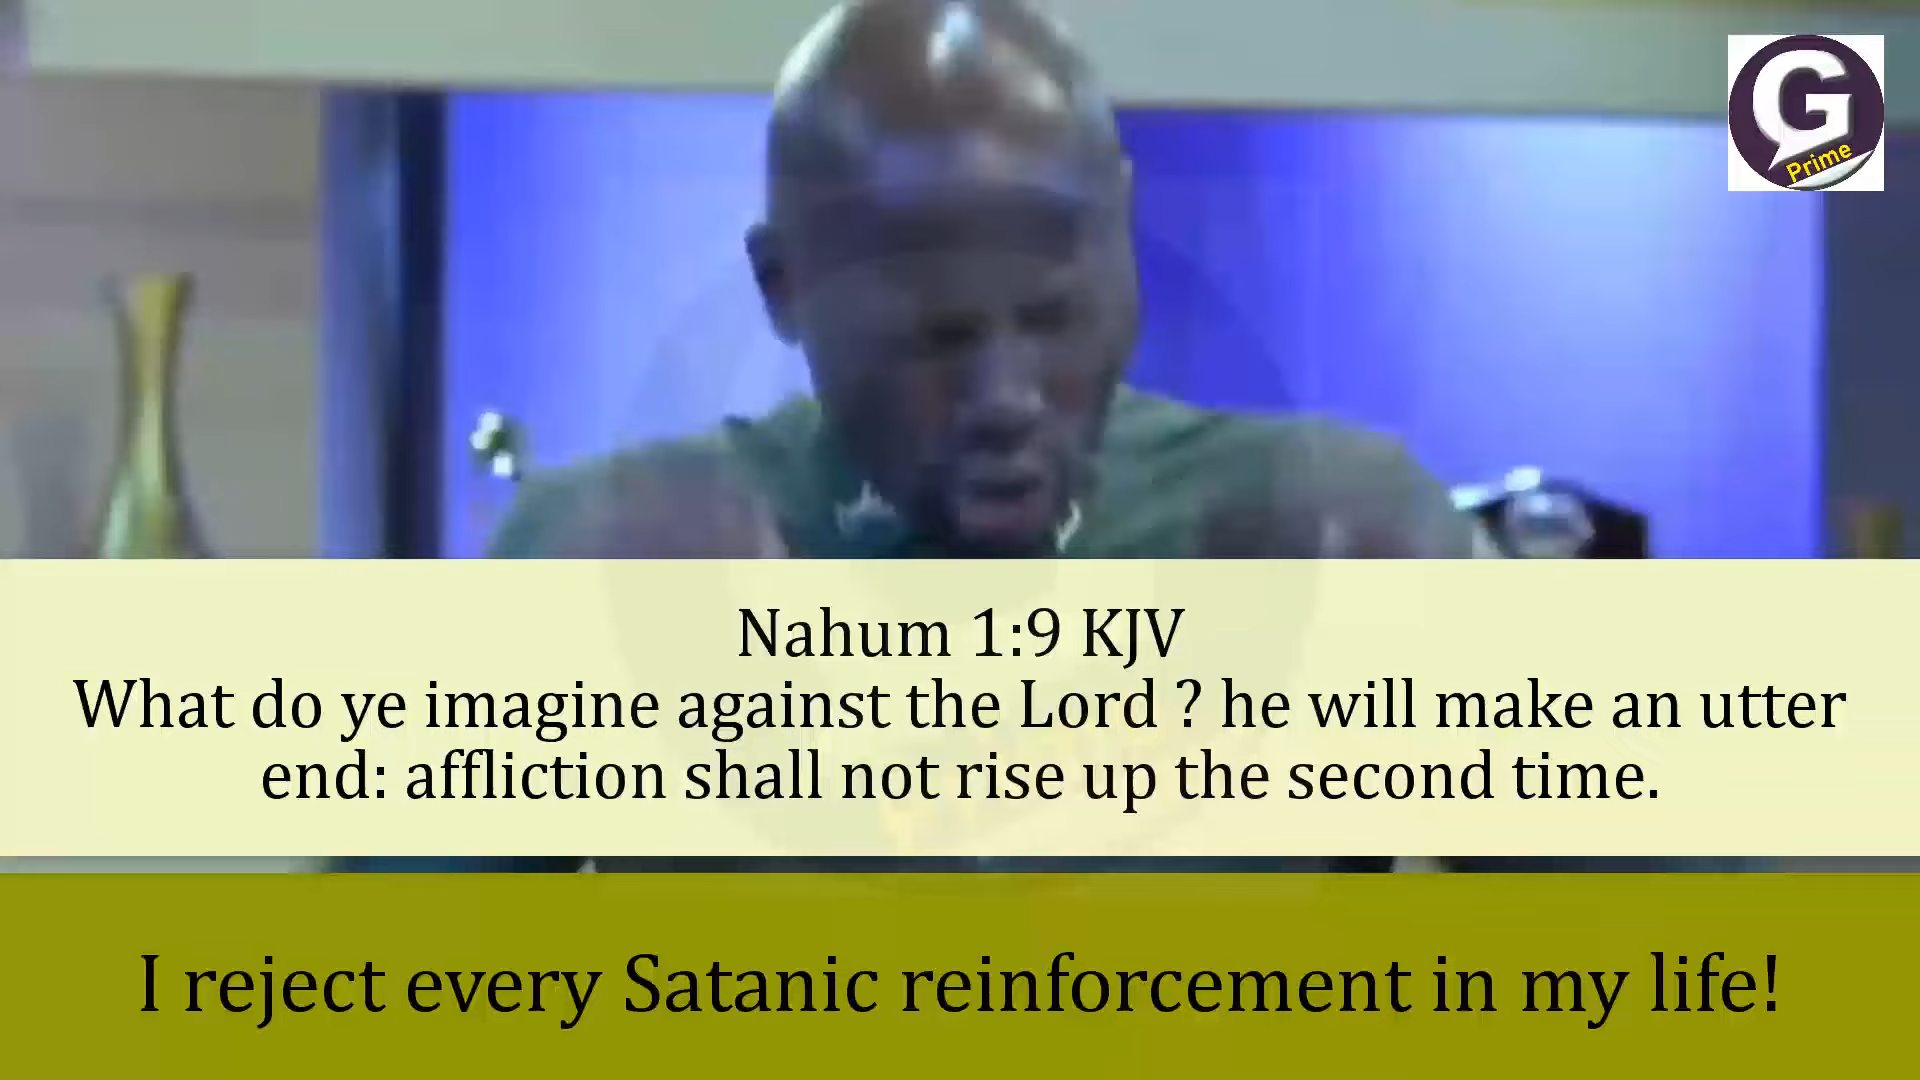 G
Prime
Nahum 1:9 KJV
What do ye imagine against the Lord ? he will make an utter
end: affliction shall not rise up the second time.
I reject every Satanic reinforcement in my life!